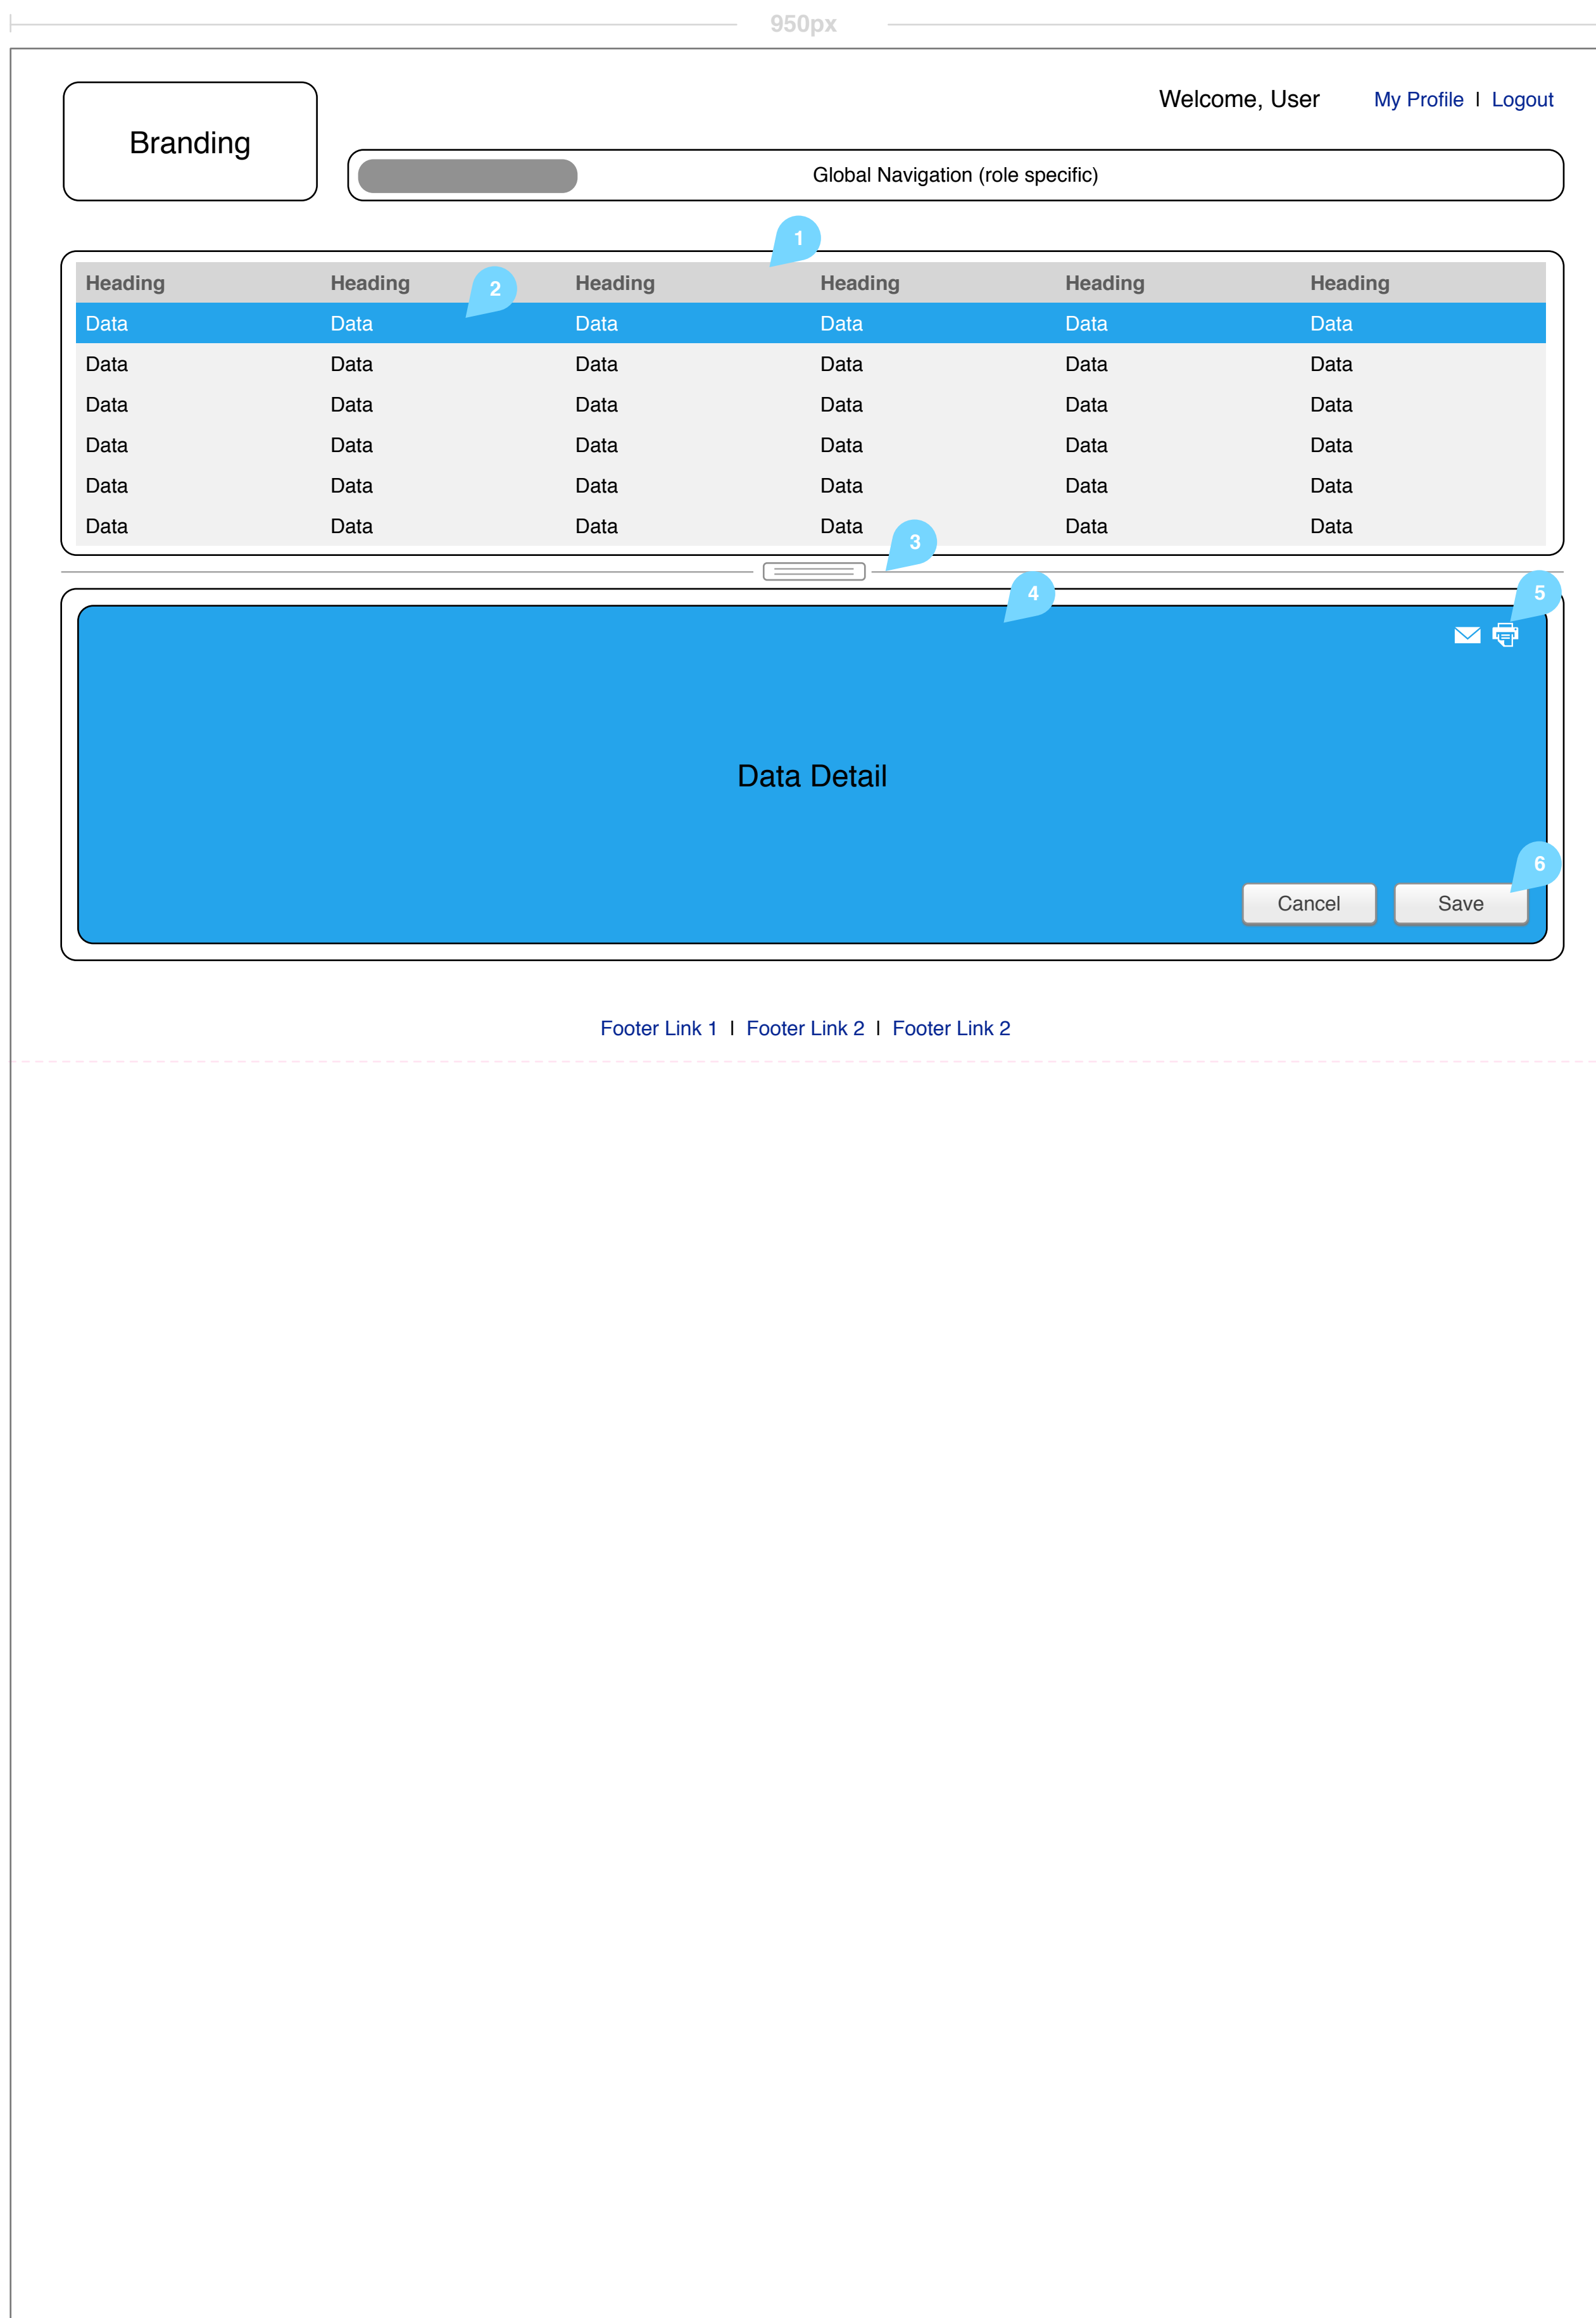 950px
Welcome, User My Profile | Logout
Branding
Global Navigation (role specific)
1
Heading Heading Heading Heading Heading Heading
2
Data Data Data Data Data Data
Data Data Data Data Data Data
Data Data Data Data Data Data
Data Data Data Data Data Data
Data Data Data Data Data Data
Data Data Data Data Data Data
3
4
5
Data Detail
6
Cancel Save
Footer Link 1 | Footer Link 2 | Footer Link 2